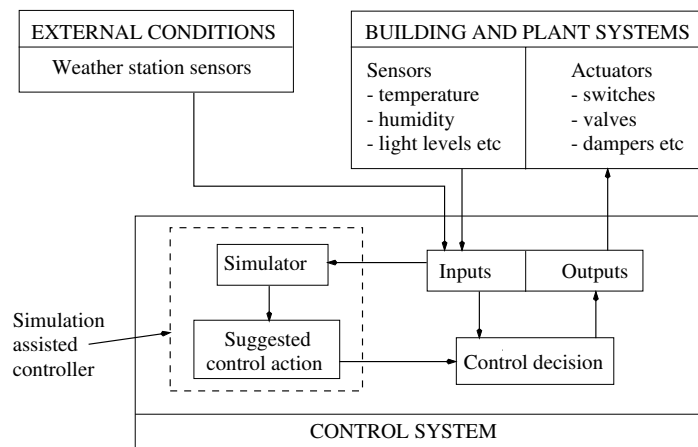 EXTERNAL CONDITIONS
Weather station sensors
BUILDING AND PLANT SYSTEMS
Sensors
- temperature
- humidity
- light levels etc
Actuators
- switches
- valves
- dampers etc
Simulator
Inputs
Outputs
Simulation
assisted
controller
Suggested
control action
Control decision
CONTROL SYSTEM